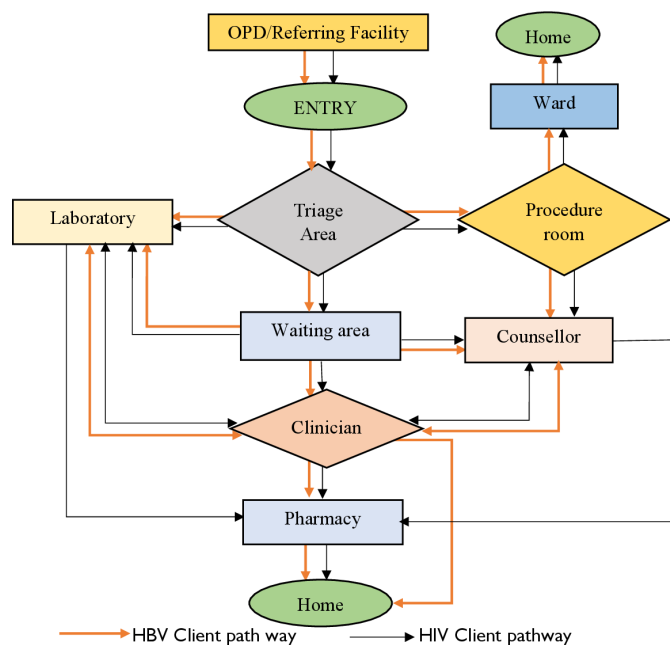 OPD/Referring Facility
Home
ENTRY
Ward
Laboratory
Triage
Area
Procedure
room
Waiting area
Counsellor
Clinician
Pharmacy
Home
HBV Client path way
HIV Client pathway